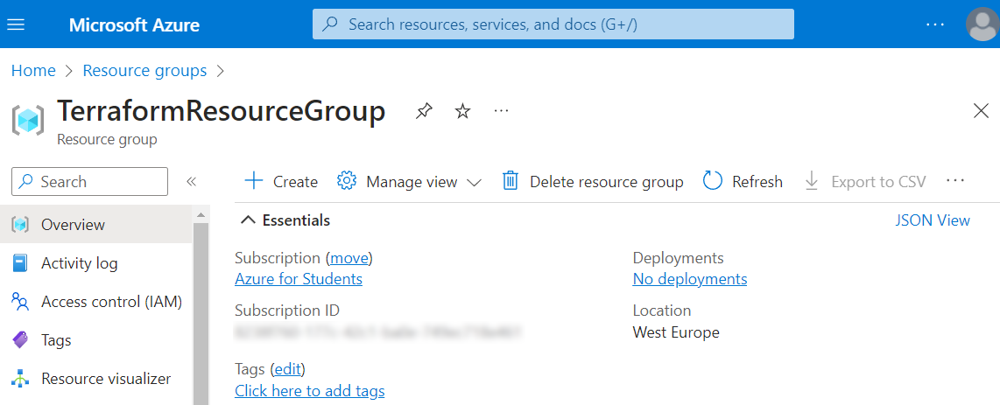 Microsoft Azure
Search resources, services, and docs (G+/)
Home
Resource groups
TerraformResourceGroup
Resource group
Search
Create
Manage view
Delete resource group
Refresh
Export to CSV
Overview
Activity log
Access control (IAM)
Tags
Resource visualizer
Essentials
JSON View
Subscription (move)
Azure for Students
Subscription ID
Tags (edit)
Click here to add tags
Deployments
No deployments
Location
West Europe